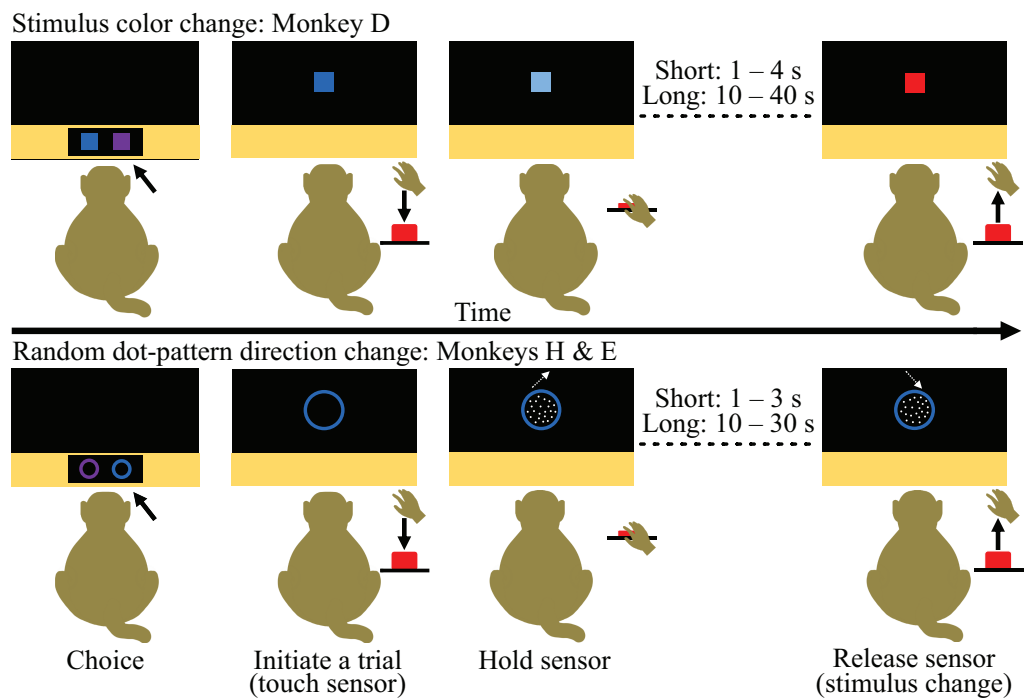 Stimulus color change: Monkey D
Short: 1 – 4 s
Long: 10 – 40 s
Time
Random dot-pattern direction change: Monkeys H & E
Short: 1 – 3 s
Long: 10 – 30 s
Choice
Initiate a trial
(touch sensor)
Hold sensor
Release sensor
(stimulus change)